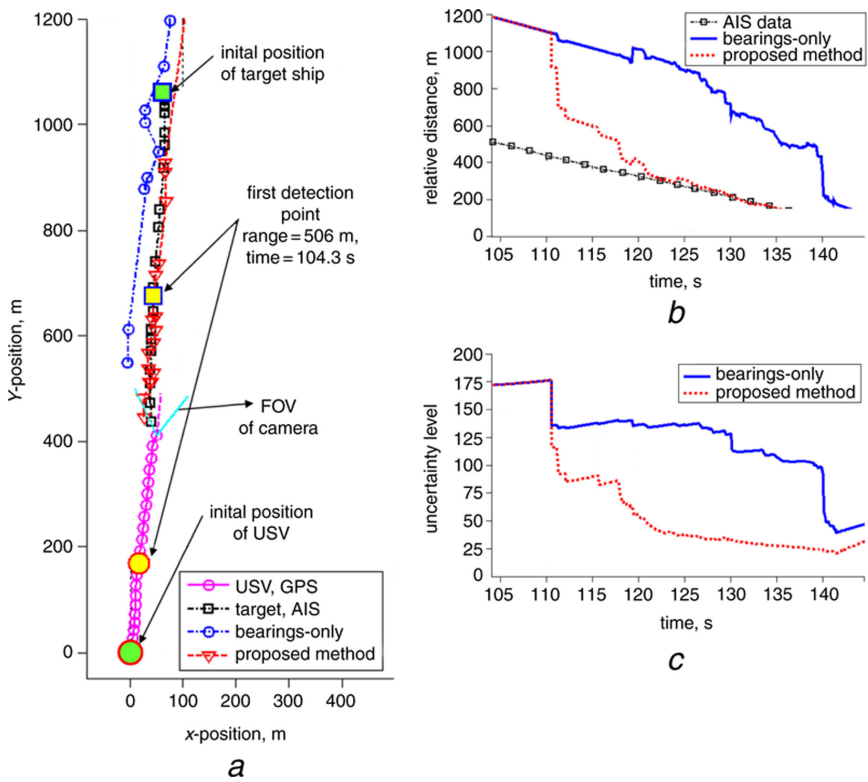 1200
1000
800
600
400
200
0
0
100
200
300
400
Y-position, m
x-position, m
inital position
of target ship
first detection
point
range = 506 m,
time = 104.3 s
FOV
of camera
inital position
of USV
USV, GPS
target, AIS
bearings-only
proposed method
a
1200
1000
800
600
400
200
0
105
110
115
120
125
130
135
140
relative distance, m
time, s
AIS data
bearings-only
proposed method
b
200
175
150
125
100
75
50
25
0
105
110
115
120
125
130
135
140
uncertainty level
time, s
bearings-only
proposed method
c